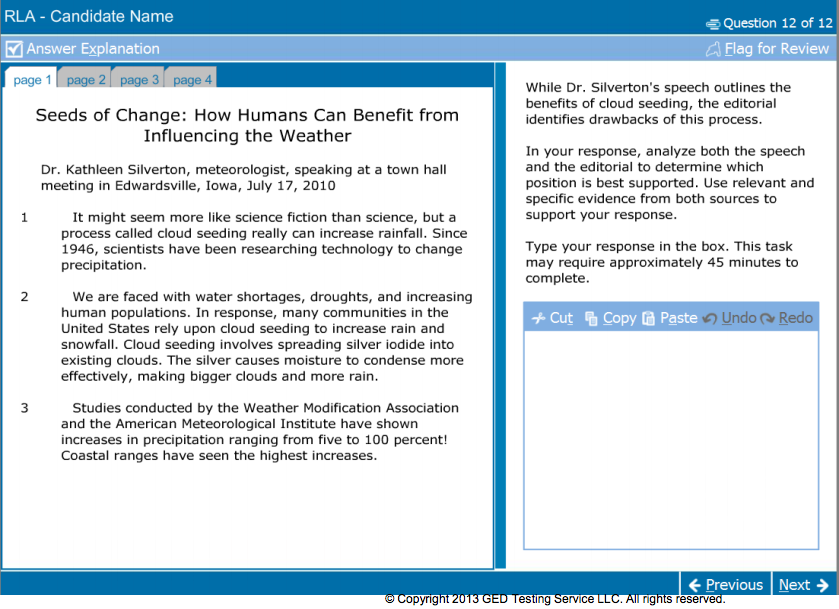 RLA - Candidate Name
Question 12 of 12
Answer Explanation
Flag for Review
page 1
page 2
page 3
page 4
Seeds of Change: How Humans Can Benefit from
Influencing the Weather
Dr. Kathleen Silverton, meteorologist, speaking at a town hall
meeting in Edwardsville, Iowa, July 17, 2010
1 It might seem more like science fiction than science, but a
process called cloud seeding really can increase rainfall. Since
1946, scientists have been researching technology to change
precipitation.
2 We are faced with water shortages, droughts, and increasing
human populations. In response, many communities in the
United States rely upon cloud seeding to increase rain and
snowfall. Cloud seeding involves spreading silver iodide into
existing clouds. The silver causes moisture to condense more
effectively, making bigger clouds and more rain.
3 Studies conducted by the Weather Modification Association
and the American Meteorological Institute have shown
increases in precipitation ranging from five to 100 percent!
Coastal ranges have seen the highest increases.
While Dr. Silverton's speech outlines the
benefits of cloud seeding, the editorial
identifies drawbacks of this process.
In your response, analyze both the speech
and the editorial to determine which
position is best supported. Use relevant and
specific evidence from both sources to
support your response.
Type your response in the box. This task
may require approximately 45 minutes to
complete.
Cut Copy Paste Undo Redo
Previous Next
© Copyright 2013 GED Testing Service LLC. All rights reserved.